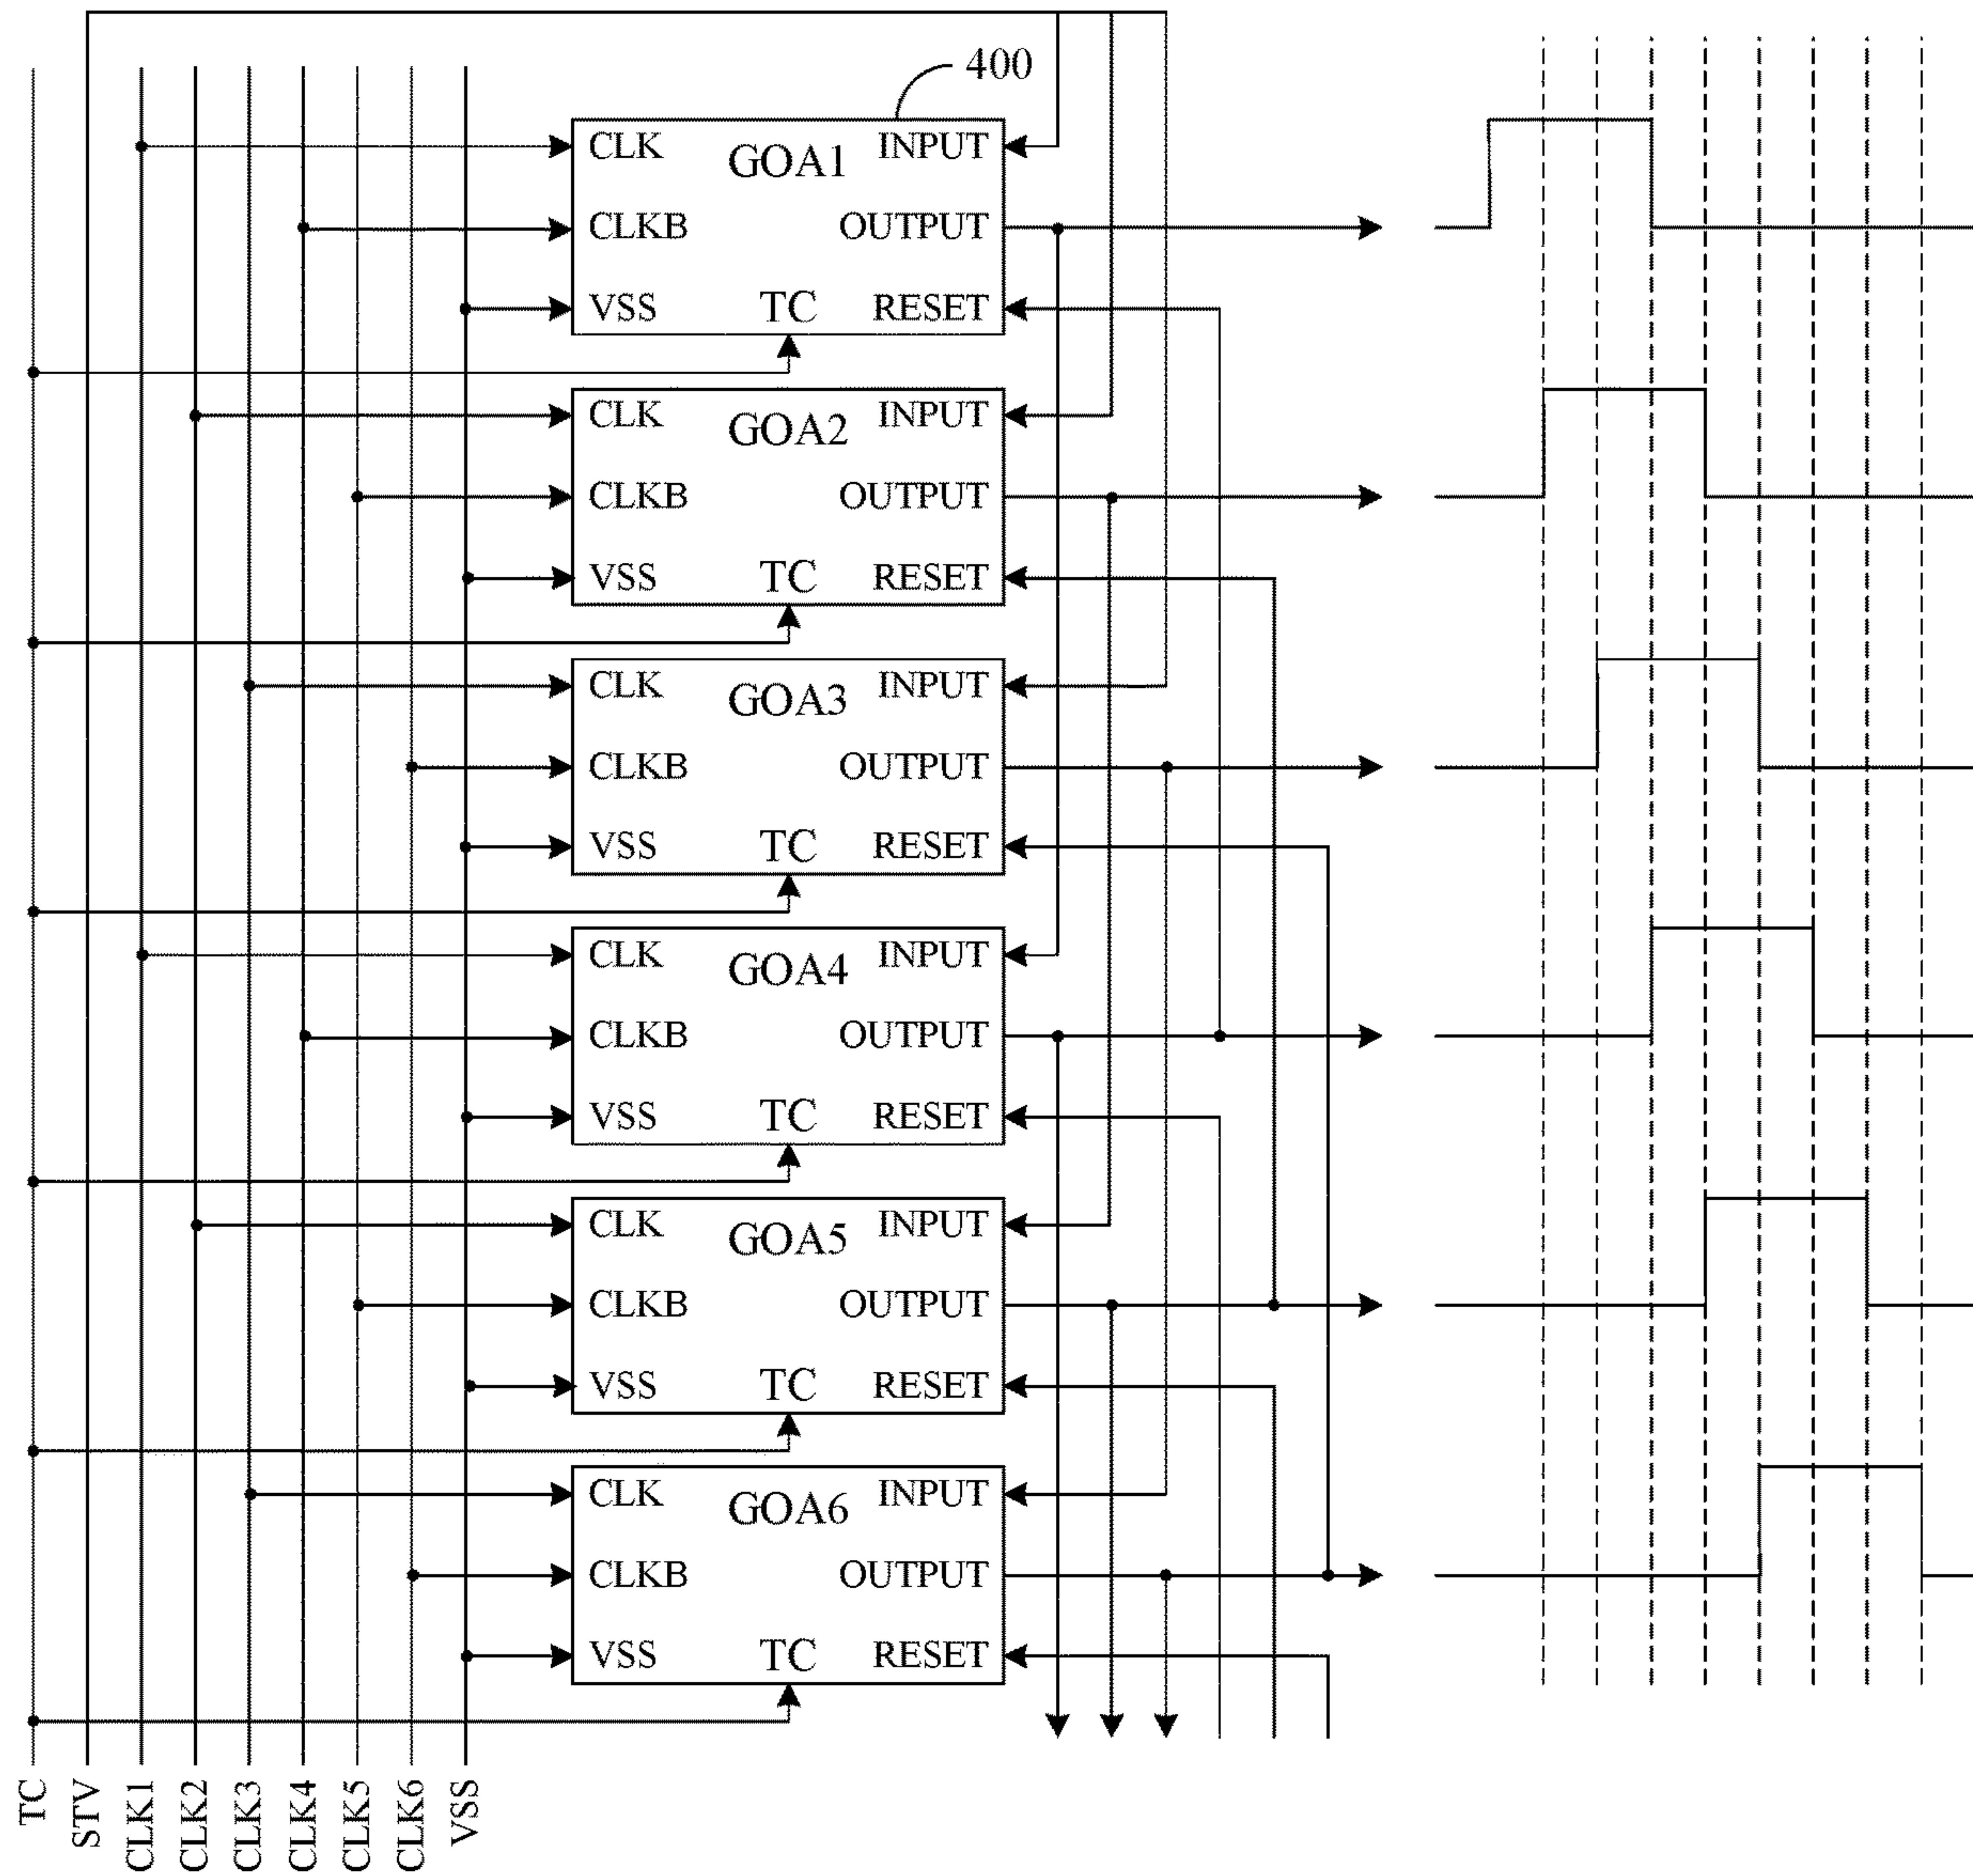 400
CLK GOA1 INPUT
CLKB OUTPUT
VSS TC RESET
CLK GOA2 INPUT
CLKB OUTPUT
VSS TC RESET
CLK GOA3 INPUT
CLKB OUTPUT
VSS TC RESET
CLK GOA4 INPUT
CLKB OUTPUT
VSS TC RESET
CLK GOA5 INPUT
CLKB OUTPUT
VSS TC RESET
CLK GOA6 INPUT
CLKB OUTPUT
VSS TC RESET
TC
STV
CLK1
CLK2
CLK3
CLK4
CLK5
CLK6
VSS